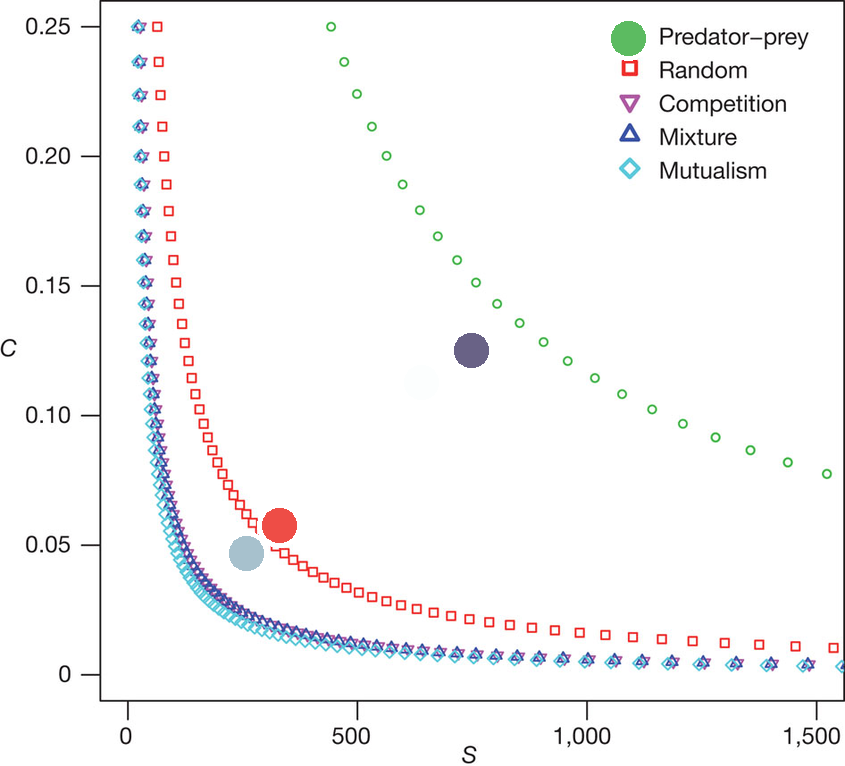 0.25
0.20
0.15
0.10
0.05
0
C
0
500
1,000
1,500
S
Predator–prey
Random
Competition
Mixture
Mutualism